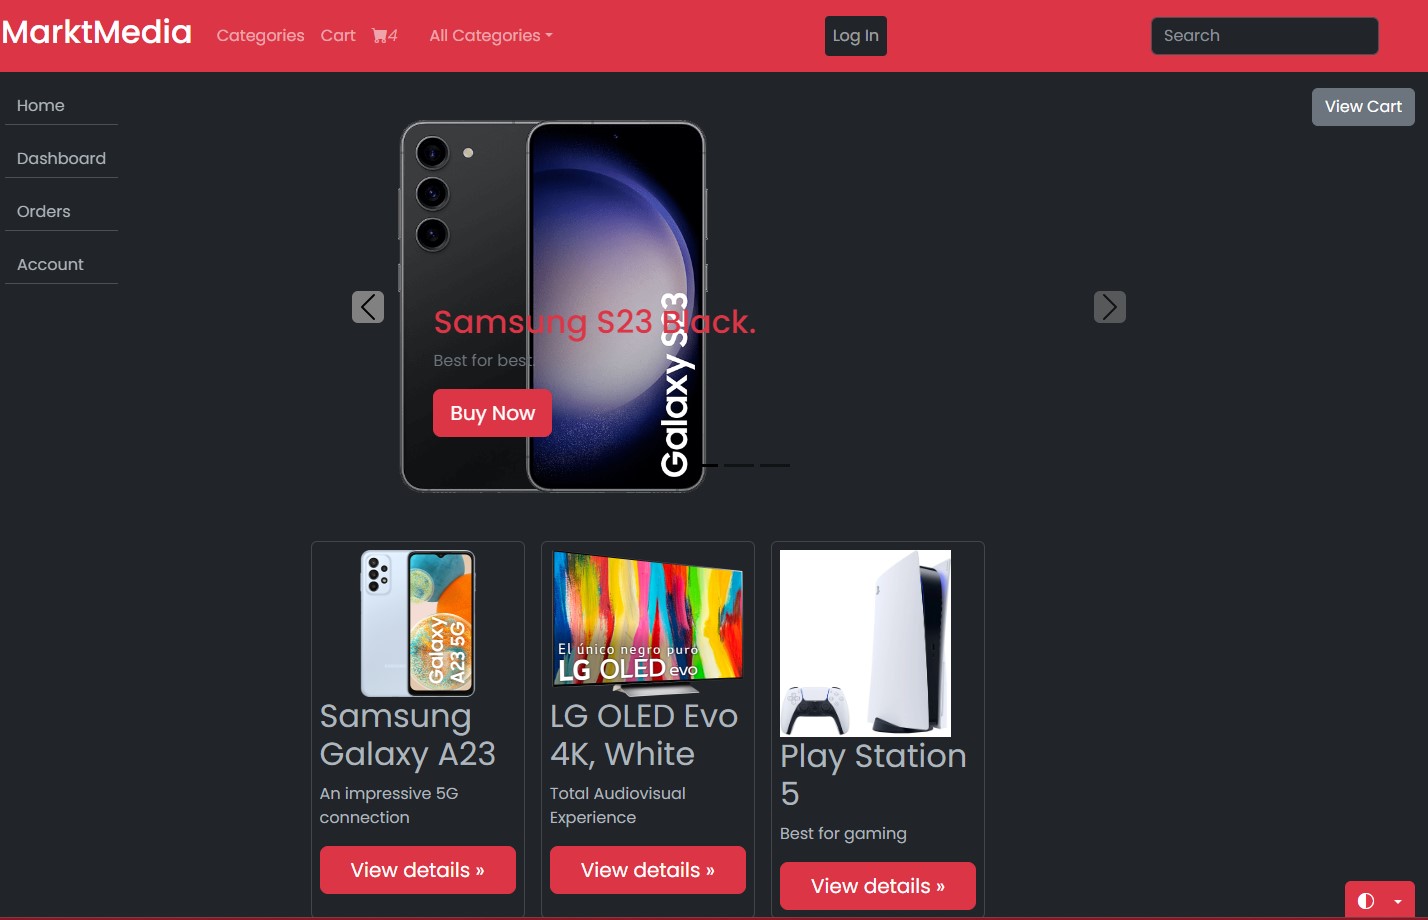 MarktMedia
Categories
Cart
4
All Categories
Log In
Search
View Cart
Home
Dashboard
Orders
Account
Samsung S23 Black.
Best for best.
Buy Now
Galaxy S23
Galaxy
A23 5G
Samsung
Galaxy A23
An impressive 5G
connection
View details »
El único negro puro
LG OLED evo
LG OLED Evo
4K, White
Total Audiovisual
Experience
View details »
Play Station
5
Best for gaming
View details »